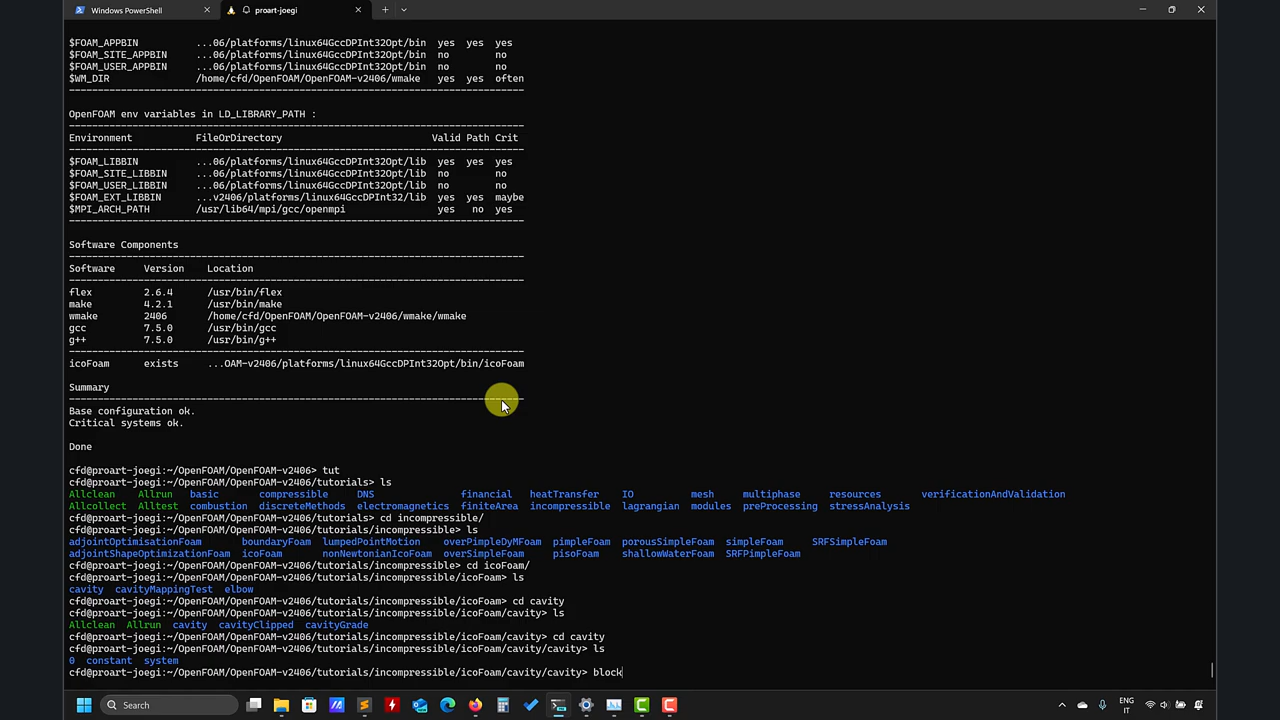 Windows PowerShell
proart-joegi
$FOAM_APPBIN ...06/platforms/linux64GccDPInt32Opt/bin yes yes yes
$FOAM_SITE_APPBIN ...06/platforms/linux64GccDPInt32Opt/bin no no
$FOAM_USER_APPBIN ...06/platforms/linux64GccDPInt32Opt/bin no no
$WM_DIR /home/cfd/OpenFOAM/OpenFOAM-v2406/wmake yes yes often
OpenFOAM env variables in LD_LIBRARY_PATH :
Environment FileOrDirectory Valid Path Crit
$FOAM_LIBBIN ...06/platforms/linux64GccDPInt32Opt/lib yes yes yes
$FOAM_SITE_LIBBIN ...06/platforms/linux64GccDPInt32Opt/lib no no
$FOAM_USER_LIBBIN ...06/platforms/linux64GccDPInt32Opt/lib no no
$FOAM_EXT_LIBBIN ...v2406/platforms/linux64GccDPInt32/lib yes yes maybe
$MPI_ARCH_PATH /usr/lib64/mpi/gcc/openmpi yes no yes
Software Components
Software Version Location
flex 2.6.4 /usr/bin/flex
make 4.2.1 /usr/bin/make
wmake 2406 /home/cfd/OpenFOAM/OpenFOAM-v2406/wmake/wmake
gcc 7.5.0 /usr/bin/gcc
g++ 7.5.0 /usr/bin/g++
icoFoam exists ...OAM-v2406/platforms/linux64GccDPInt32Opt/bin/icoFoam
Summary
Base configuration ok.
Critical systems ok.
Done
cfd@proart-joegi:~/OpenFOAM/OpenFOAM-v2406> tut
cfd@proart-joegi:~/OpenFOAM/OpenFOAM-v2406/tutorials> ls
Allclean Allrun basic compressible DNS financial heatTransfer IO mesh multiphase resources verificationAndValidation
Allcollect Alltest combustion discreteMethods electromagnetics finiteArea incompressible lagrangian modules preProcessing stressAnalysis
cfd@proart-joegi:~/OpenFOAM/OpenFOAM-v2406/tutorials> cd incompressible/
cfd@proart-joegi:~/OpenFOAM/OpenFOAM-v2406/tutorials/incompressible> ls
adjointOptimisationFoam boundaryFoam lumpedPointMotion overPimpleDyMFoam pimpleFoam porousSimpleFoam simpleFoam SRFSimpleFoam
adjointShapeOptimizationFoam icoFoam nonNewtonianIcoFoam overSimpleFoam pisoFoam shallowWaterFoam SRFPimpleFoam
cfd@proart-joegi:~/OpenFOAM/OpenFOAM-v2406/tutorials/incompressible> cd icoFoam/
cfd@proart-joegi:~/OpenFOAM/OpenFOAM-v2406/tutorials/incompressible/icoFoam> ls
cavity cavityMappingTest elbow
cfd@proart-joegi:~/OpenFOAM/OpenFOAM-v2406/tutorials/incompressible/icoFoam> cd cavity
cfd@proart-joegi:~/OpenFOAM/OpenFOAM-v2406/tutorials/incompressible/icoFoam/cavity> ls
Allclean Allrun cavity cavityClipped cavityGrade
cfd@proart-joegi:~/OpenFOAM/OpenFOAM-v2406/tutorials/incompressible/icoFoam/cavity> cd cavity
cfd@proart-joegi:~/OpenFOAM/OpenFOAM-v2406/tutorials/incompressible/icoFoam/cavity/cavity> ls
0 constant system
cfd@proart-joegi:~/OpenFOAM/OpenFOAM-v2406/tutorials/incompressible/icoFoam/cavity/cavity> block
Search
ENG
IT